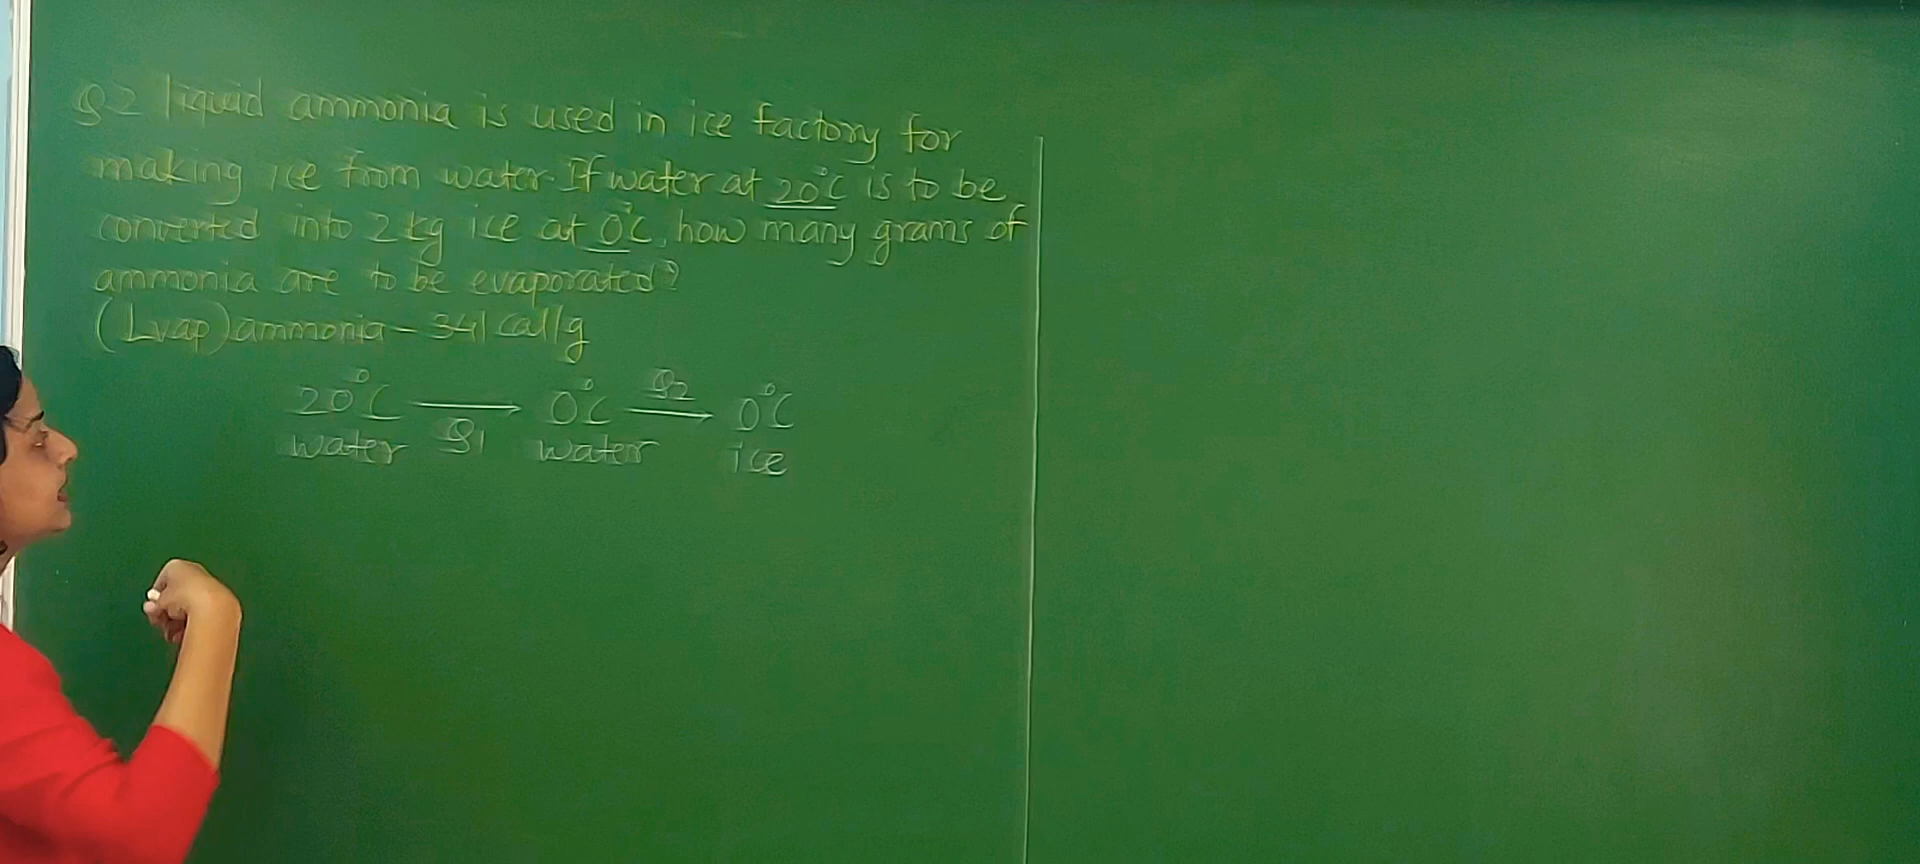 Q2 liquid ammonia is used in ice factory for
making ice from water. If water at 20°C is to be
converted into 2 kg ice at 0°C, how many grams of
ammonia are to be evaporated?
(Lvap)ammonia - 341 cal/g
20°C → 0°C Q2→ 0°C
water Q1 water ice